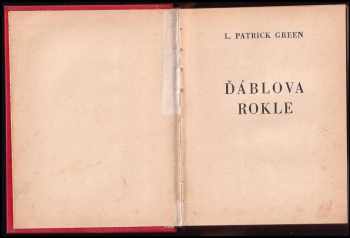 L. PATRICK GREEN
ĎÁBLOVA
ROKLE